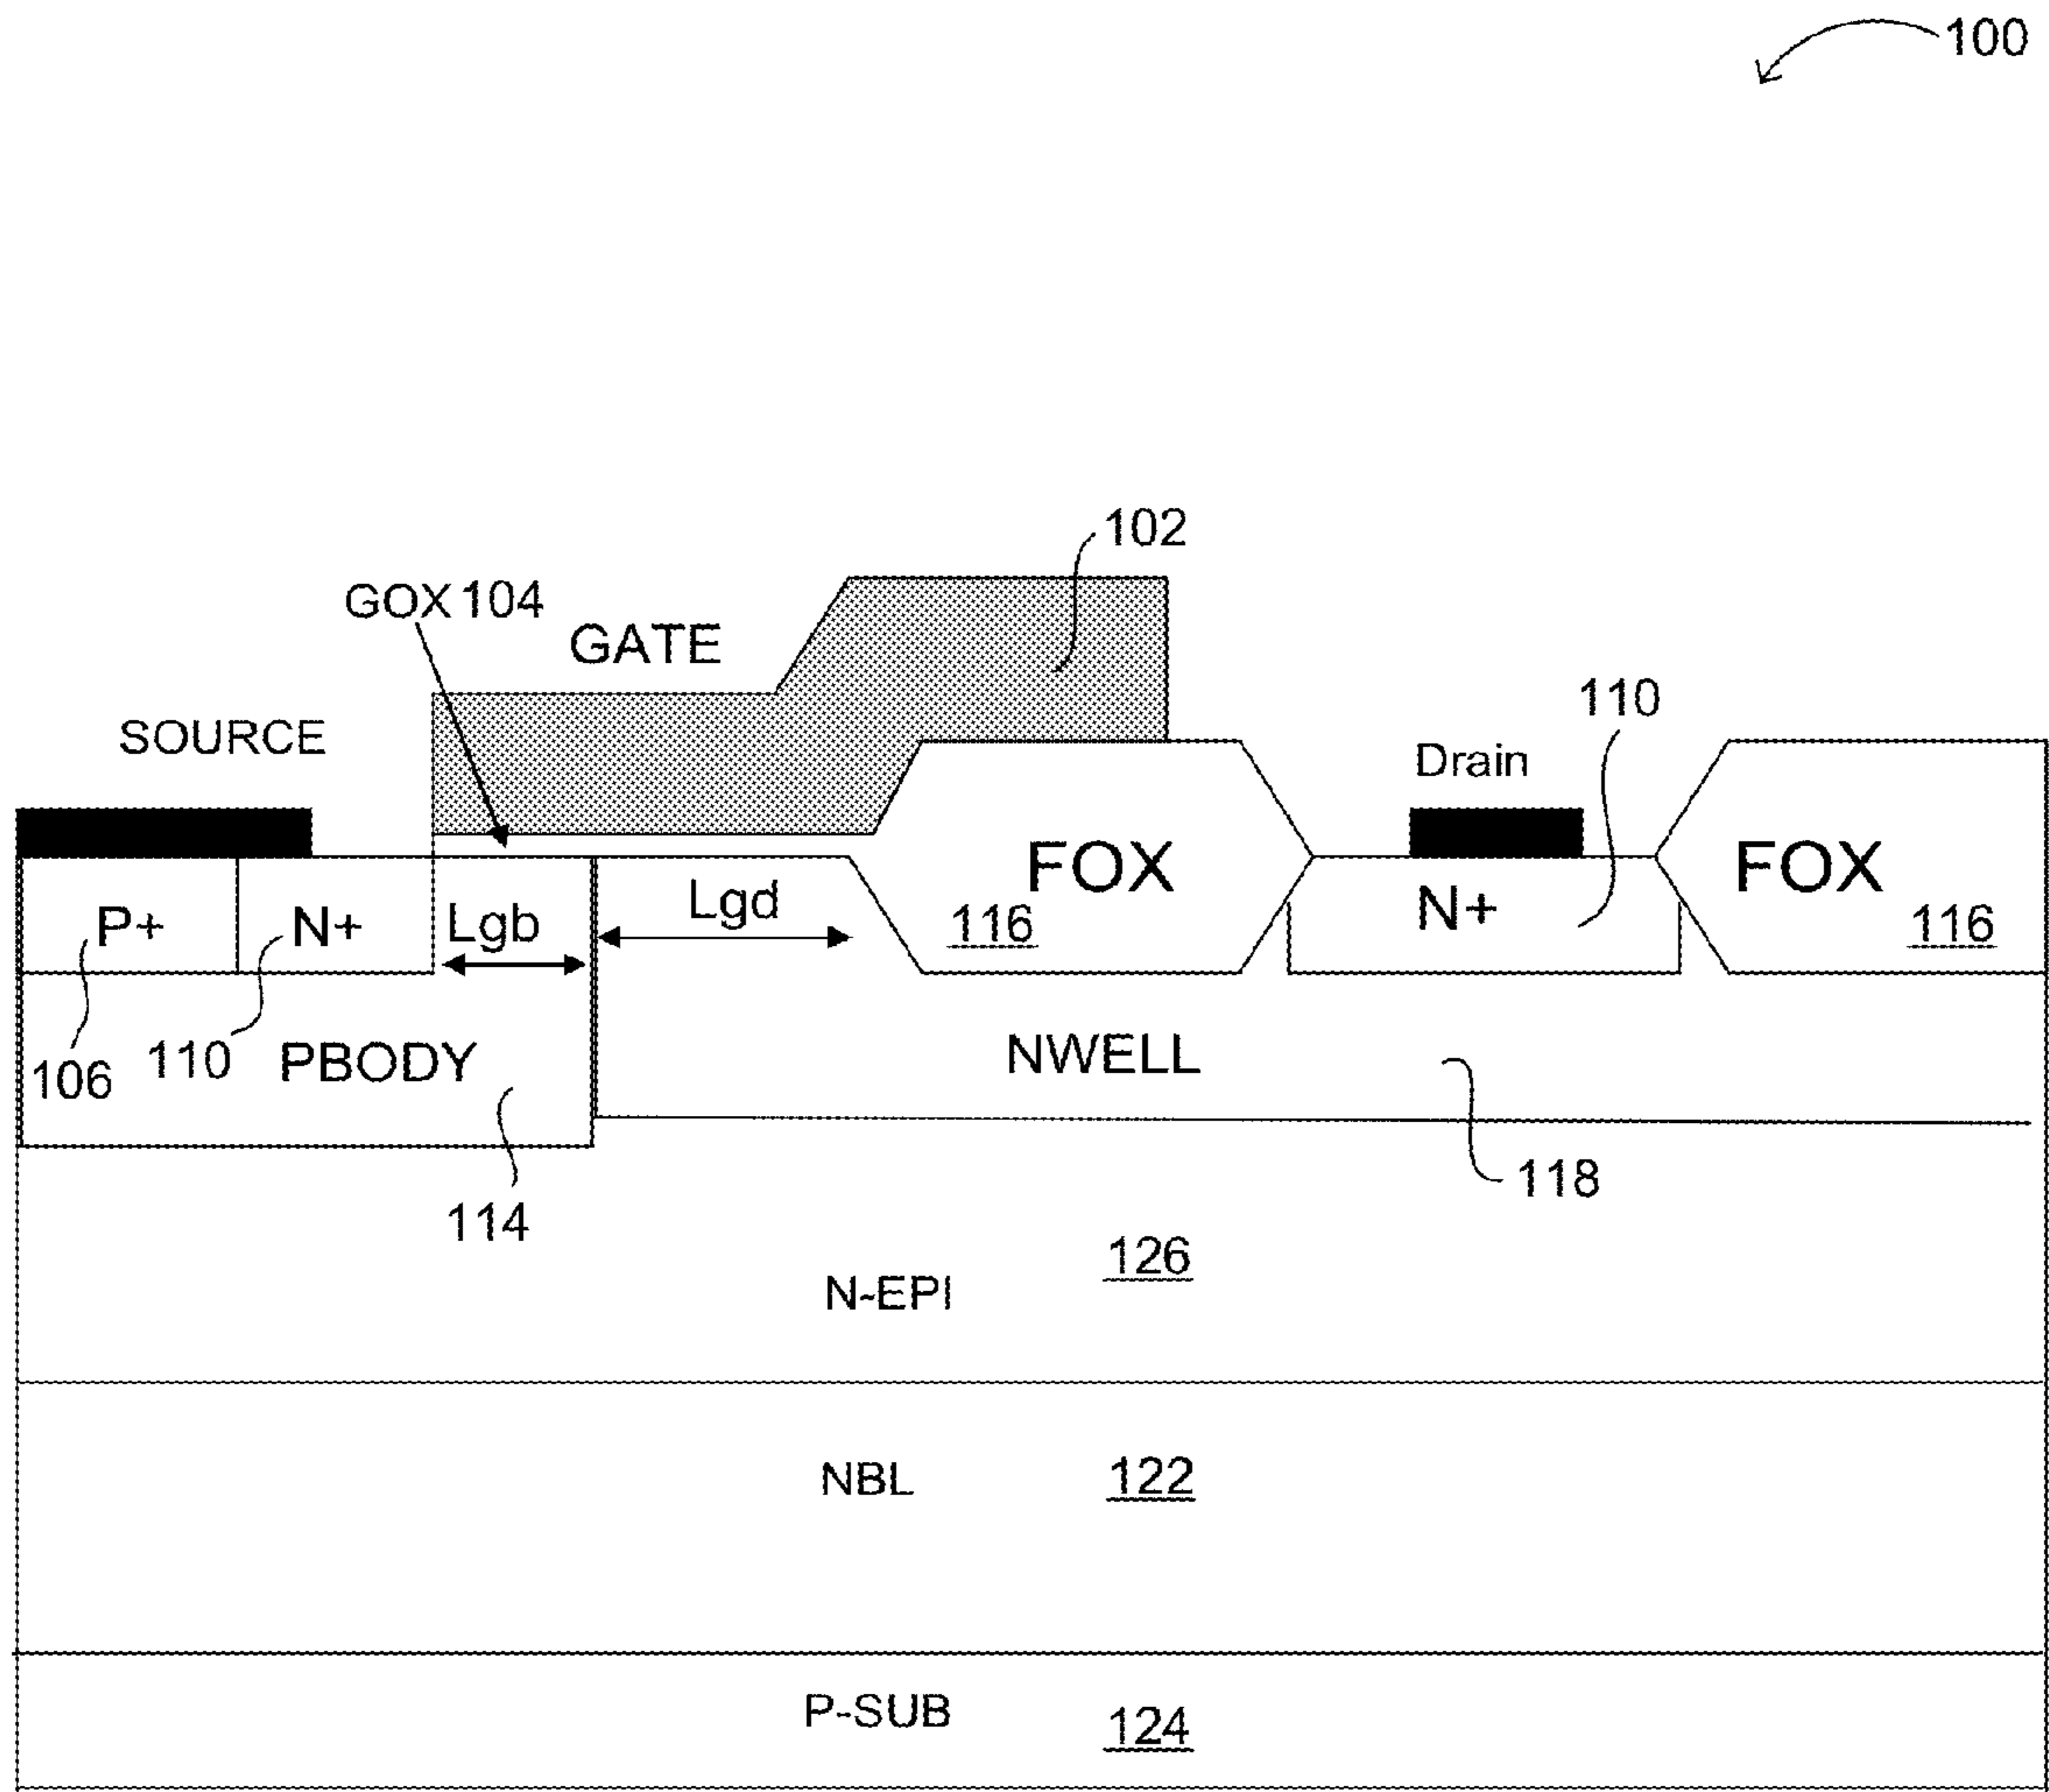 100
102
GOX 104
GATE
110
SOURCE
Drain
FOX
FOX
P+
N+
Lgb
Lgd
116
N+
116
106
110
PBODY
NWELL
118
114
126
N-EPI
NBL
122
P-SUB
124